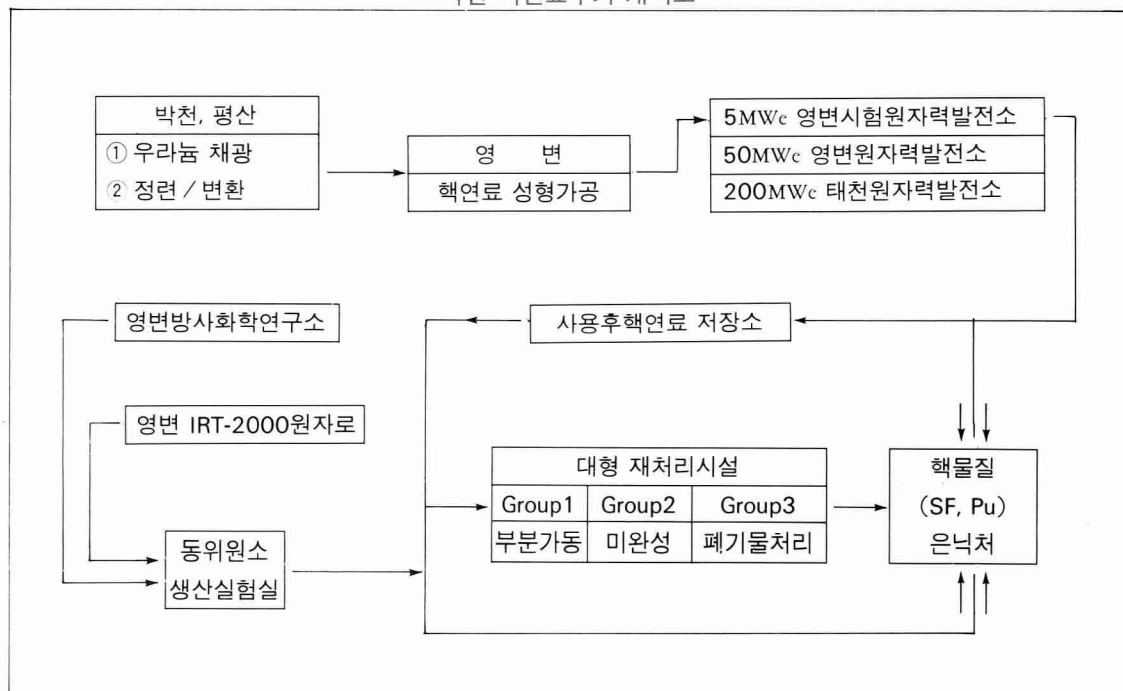 박천, 평산
① 우라늄 채광
② 정련 / 변환
영 변
핵연료 성형가공
5MWc 영변시험원자력발전소
50MWc 영변원자력발전소
200MWc 태천원자력발전소
영변방사화학연구소
사용후핵연료 저장소
영변 IRT-2000원자로
대형 재처리시설
Group1 Group2 Group3
부분가동 미완성 폐기물처리
핵물질
(SF, Pu)
은닉처
동위원소
생산실험실